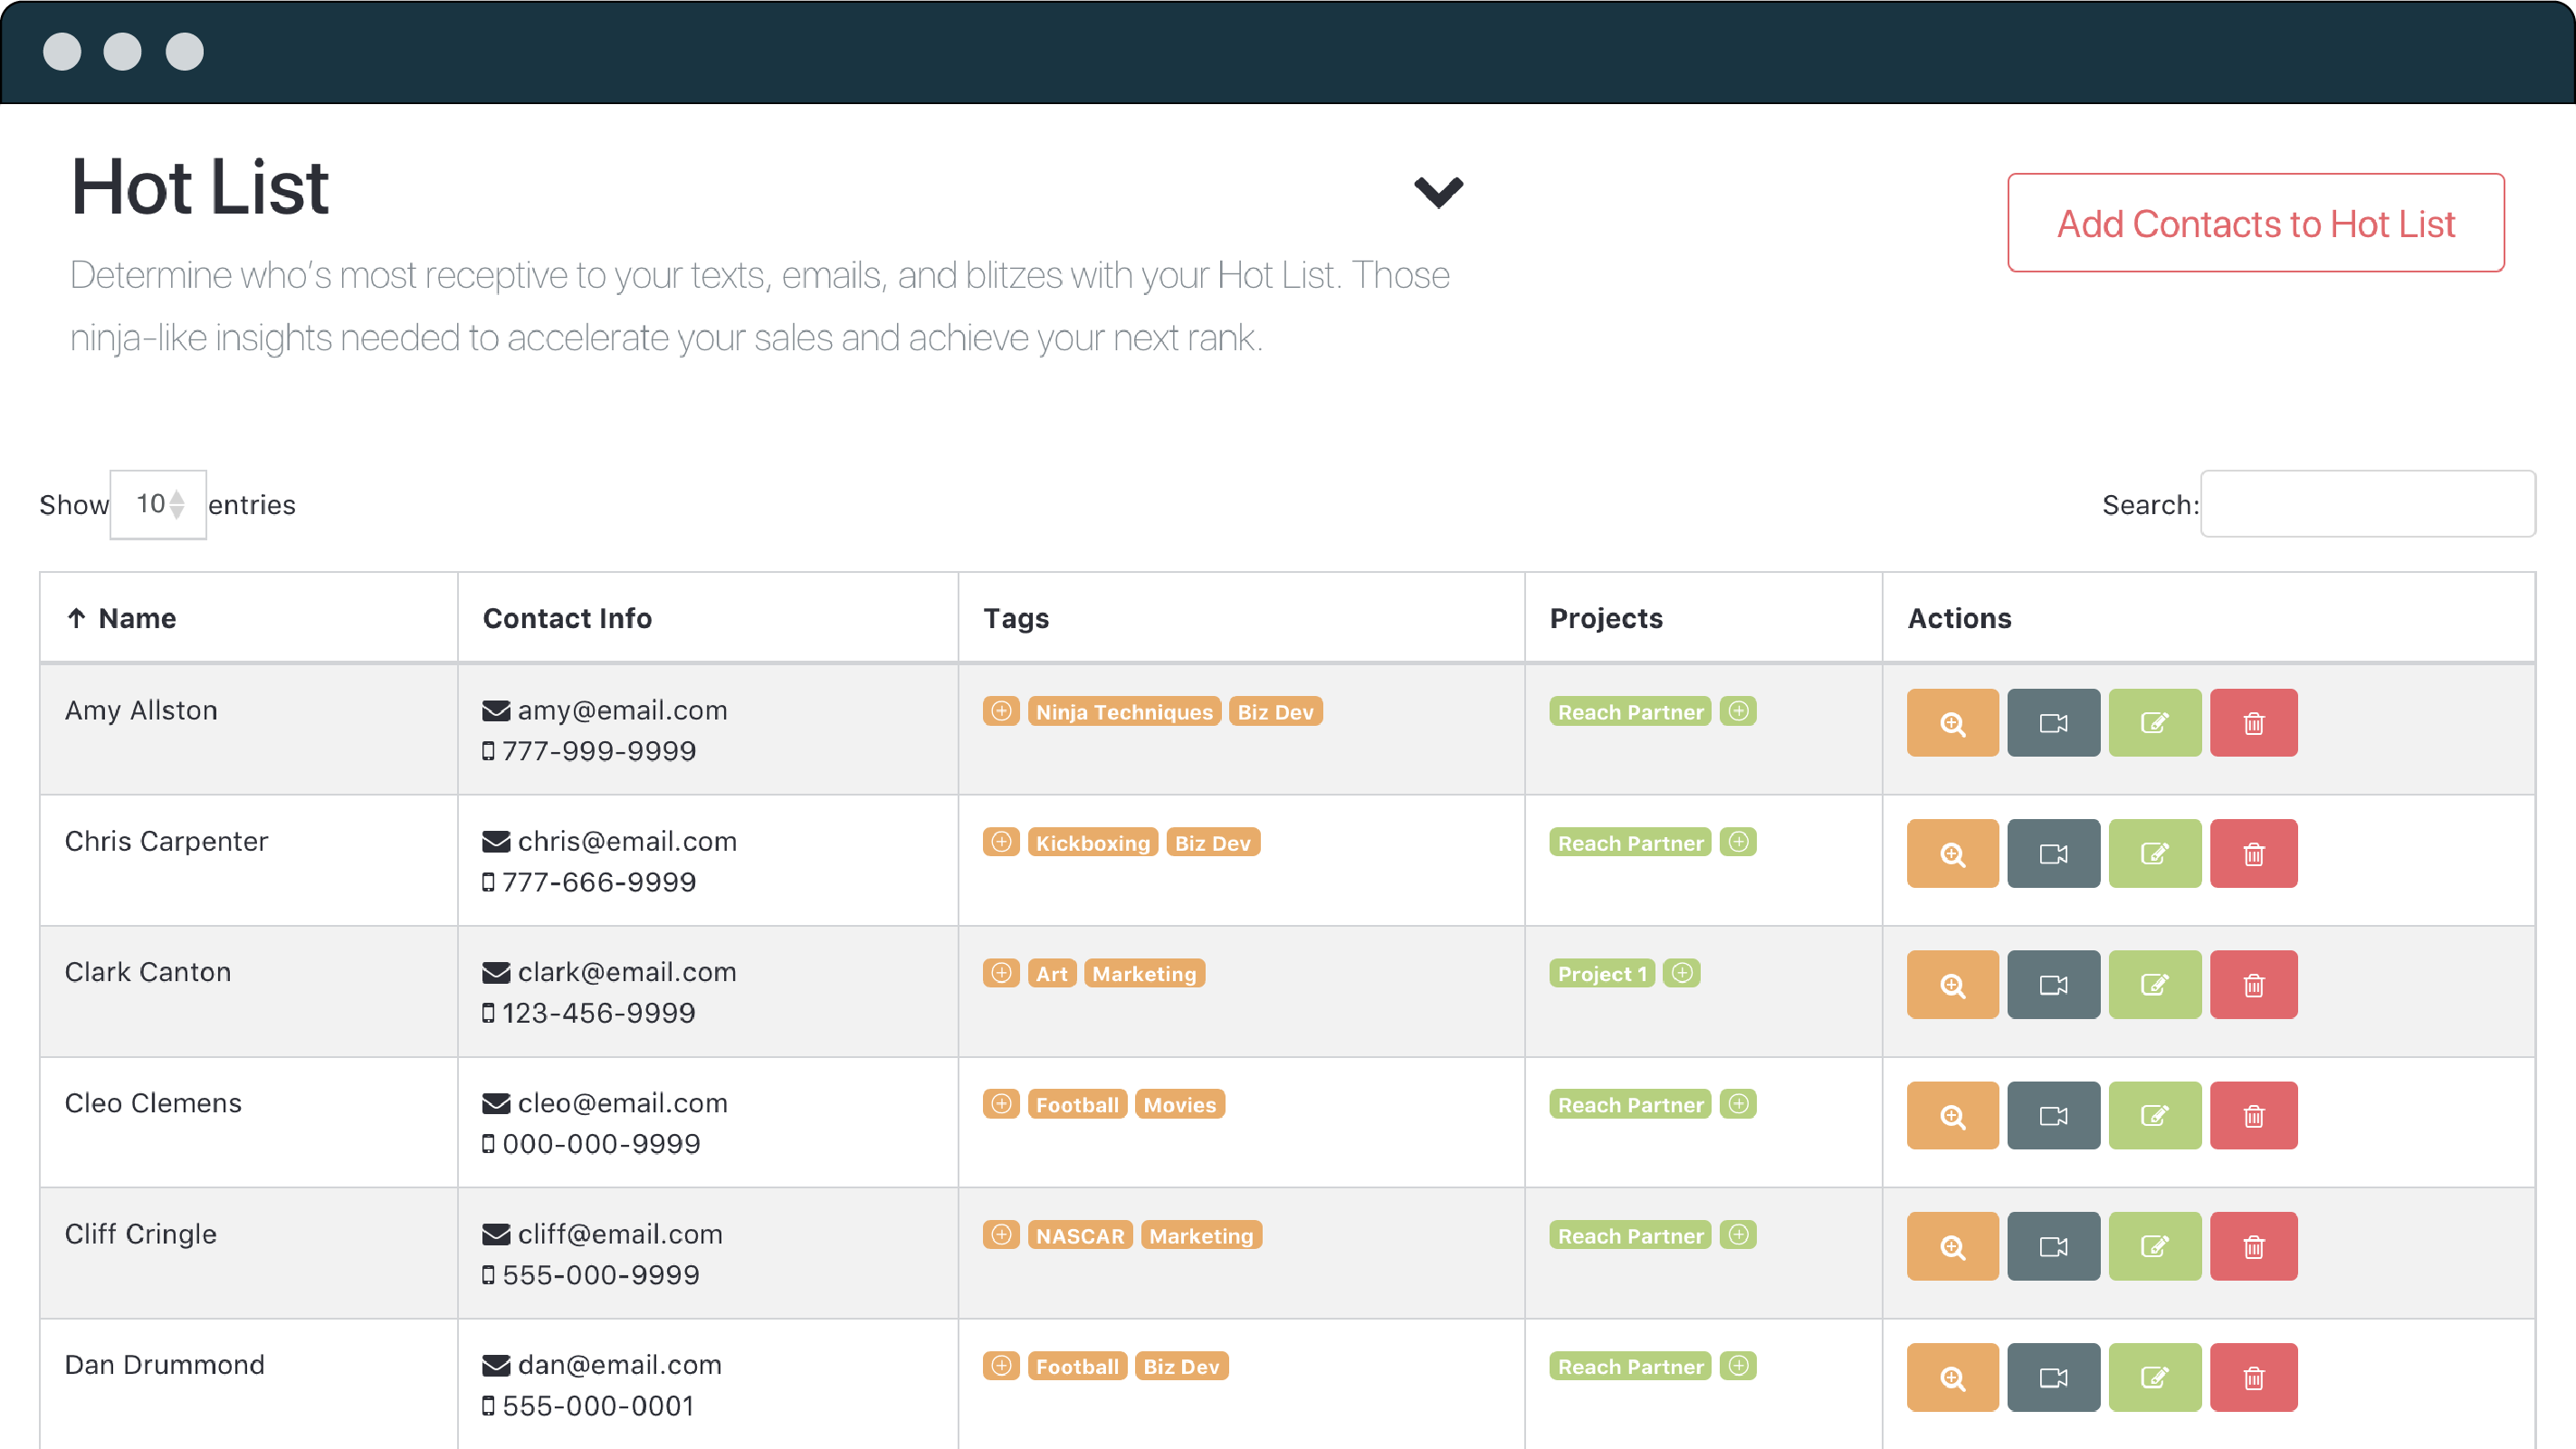 Hot List
Add Contacts to Hot List
Determine who's most receptive to your texts, emails, and blitzes with your Hot List. Those
ninja-like insights needed to accelerate your sales and achieve your next rank.
Show 10 entries
Search:
Name Contact Info Tags Projects Actions
Amy Allston amy@email.com Ninja Techniques Biz Dev Reach Partner
777-999-9999
Chris Carpenter chris@email.com Kickboxing Biz Dev Reach Partner
777-666-9999
Clark Canton clark@email.com Art Marketing Project 1
123-456-9999
Cleo Clemens cleo@email.com Football Movies Reach Partner
000-000-9999
Cliff Cringle cliff@email.com NASCAR Marketing Reach Partner
555-000-9999
Dan Drummond dan@email.com Football Biz Dev Reach Partner
555-000-0001